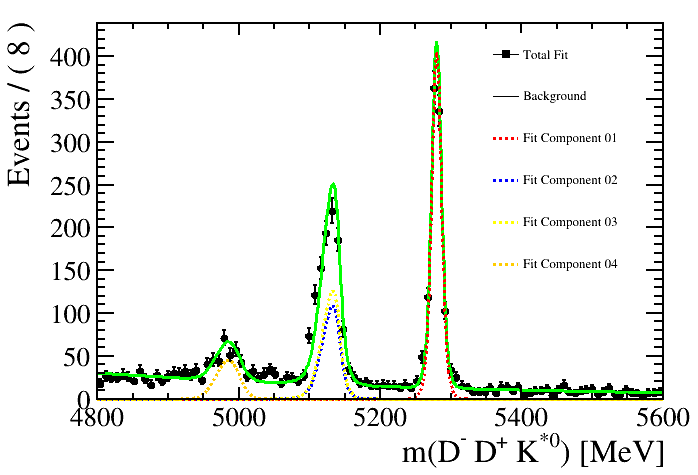 Events / ( 8 )
400
350
300
250
200
150
100
50
0
Total Fit
Background
Fit Component 01
Fit Component 02
Fit Component 03
Fit Component 04
4800 5000 5200 5400 5600
m(D⁻ D⁺ K*⁰) [MeV]